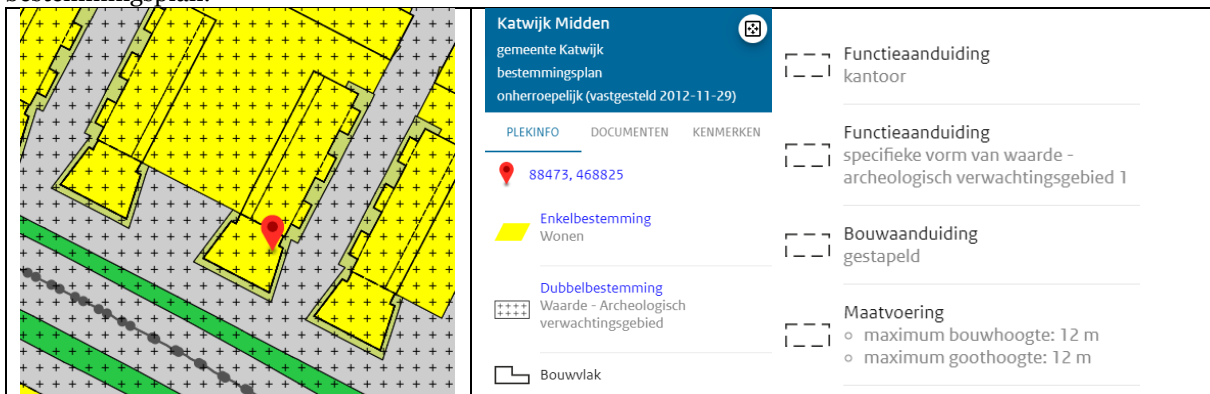 bestemmingsplan.
Katwijk Midden
gemeente Katwijk
bestemmingsplan
onherroepelijk (vastgesteld 2012-11-29)
PLEKINFO DOCUMENTEN KENMERKEN
88473, 468825
Enkelbestemming
Wonen
Dubbelbestemming
Waarde - Archeologisch
verwachtingsgebied
Bouwvlak
Functieaanduiding
kantoor
Functieaanduiding
specifieke vorm van waarde -
archeologisch verwachtingsgebied 1
Bouwaanduiding
gestapeld
Maatvoering
maximum bouwhoogte: 12 m
maximum goothoogte: 12 m